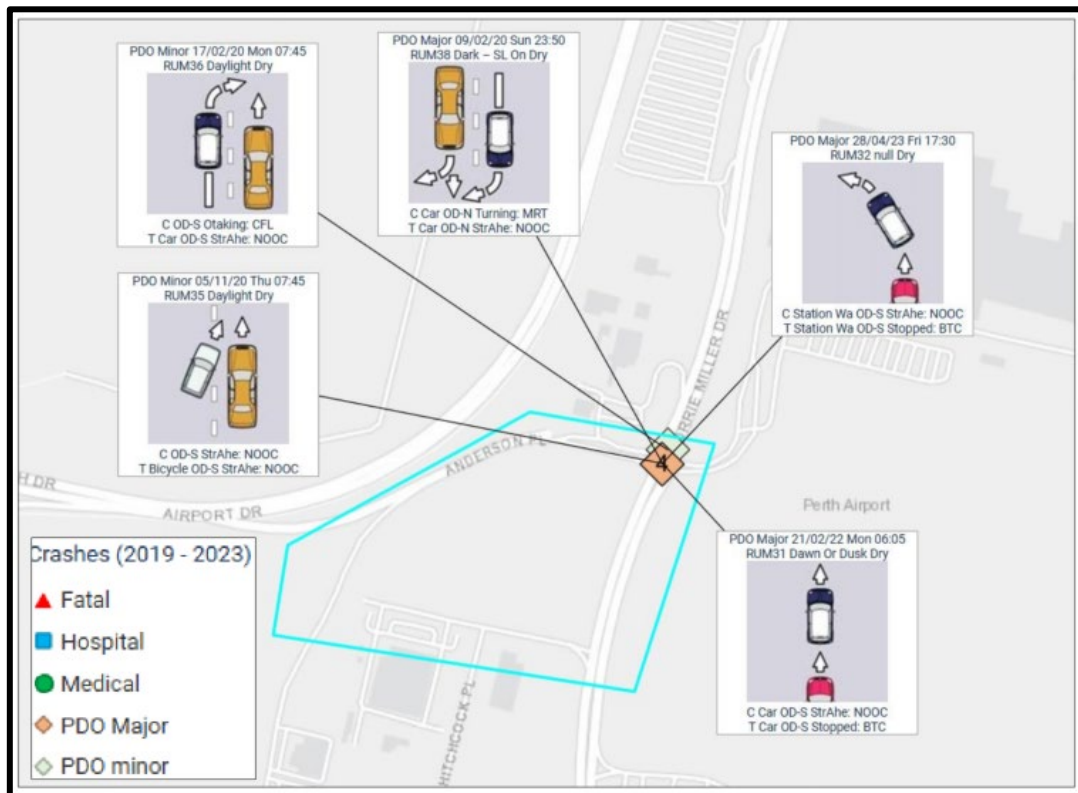 PDO Minor 17/02/20 Mon 07:45
RUM36 Daylight Dry
C OD-S Otaking: CFL
T Car OD-S StrAhe: NOOC
PDO Major 09/02/20 Sun 23:50
RUM38 Dark – SL On Dry
C Car OD-N Turning: MRT
T Car OD-N StrAhe: NOOC
PDO Major 28/04/23 Fri 17:30
RUM32 null Dry
C Station Wa OD-S StrAhe: NOOC
T Station Wa OD-S Stopped: BTC
PDO Minor 05/11/20 Thu 07:45
RUM35 Daylight Dry
C OD-S StrAhe: NOOC
T Bicycle OD-S StrAhe: NOOC
RRIE MILLER DR
ANDERSON PL
4
H DR
AIRPORT DR
Perth Airport
PDO Major 21/02/22 Mon 06:05
RUM31 Dawn Or Dusk Dry
C Car OD-S StrAhe: NOOC
T Car OD-S Stopped: BTC
Crashes (2019 - 2023)
Fatal
Hospital
Medical
PDO Major
PDO minor
HITCHCOCK PL